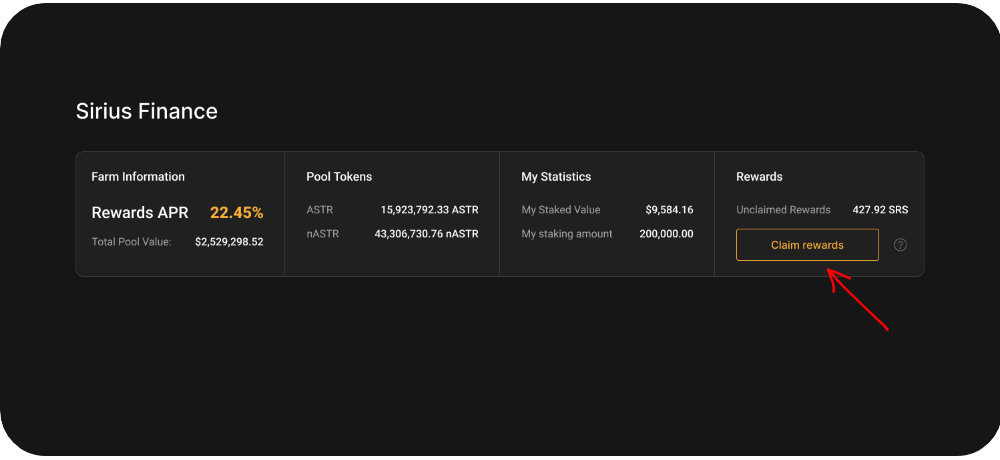 Sirius Finance
Farm Information
Rewards APR 22.45%
Total Pool Value: $2,529,298.52
Pool Tokens
ASTR 15,923,792.33 ASTR
nASTR 43,306,730.76 nASTR
My Statistics
My Staked Value $9,584.16
My staking amount 200,000.00
Rewards
Unclaimed Rewards 427.92 SRS
Claim rewards ?